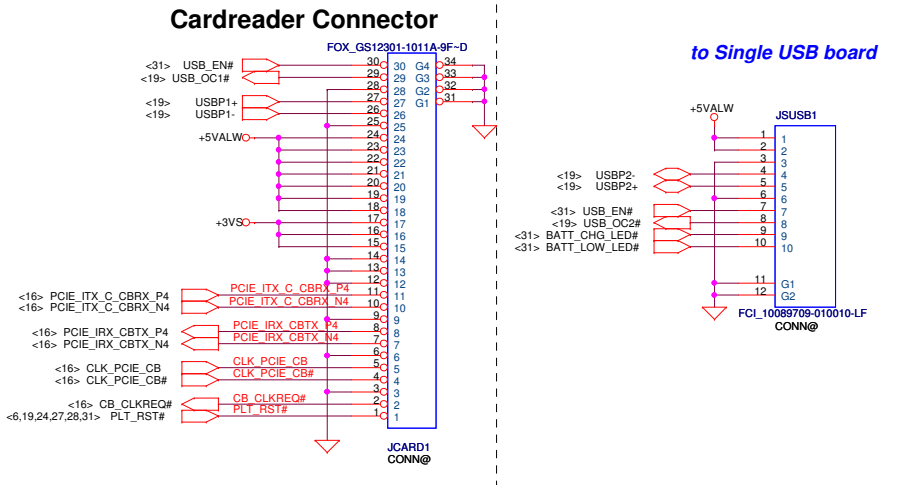 Cardreader Connector
FOX_GS12301-1011A-9F~D
<31> USB_EN# 30 30 G4 34
<19> USB_OC1# 29 29 G3 33
28 28 G2 32
<19> USBP1+ 27 27 G1 31
<19> USBP1- 26 26
25 25
+5VALW 24 24
23 23
22 22
21 21
20 20
19 19
18 18
+3VS 17 17
16 16
15 15
14 14
13 13
12 12
<16> PCIE_ITX_C_CBRX_P4 PCIE_ITX_C_CBRX_P4 11 11
<16> PCIE_ITX_C_CBRX_N4 PCIE_ITX_C_CBRX_N4 10 10
9 9
<16> PCIE_IRX_CBTX_P4 PCIE_IRX_CBTX_P4 8 8
<16> PCIE_IRX_CBTX_N4 PCIE_IRX_CBTX_N4 7 7
6 6
<16> CLK_PCIE_CB CLK_PCIE_CB 5 5
<16> CLK_PCIE_CB# CLK_PCIE_CB# 4 4
3 3
<16> CB_CLKREQ# CB_CLKREQ# 2 2
<6,19,24,27,28,31> PLT_RST# PLT_RST# 1 1
JCARD1
CONN@
to Single USB board
+5VALW
JSUSB1
1 1
2 2
3 3
<19> USBP2- 4 4
<19> USBP2+ 5 5
6 6
<31> USB_EN# 7 7
<19> USB_OC2# 8 8
<31> BATT_CHG_LED# 9 9
<31> BATT_LOW_LED# 10 10
11 G1
12 G2
FCI_10089709-010010-LF
CONN@